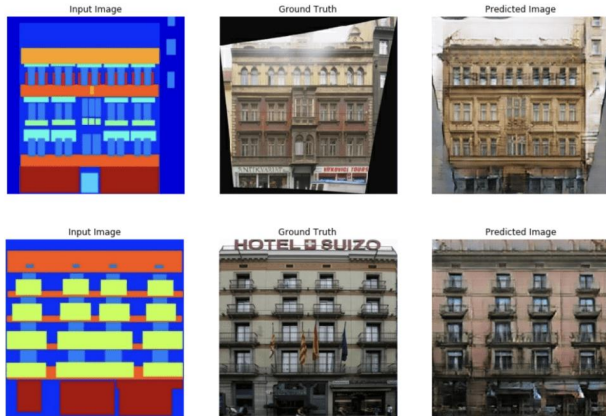 Input Image
Ground Truth
Predicted Image
Input Image
Ground Truth
Predicted Image
HOTEL SUIZO